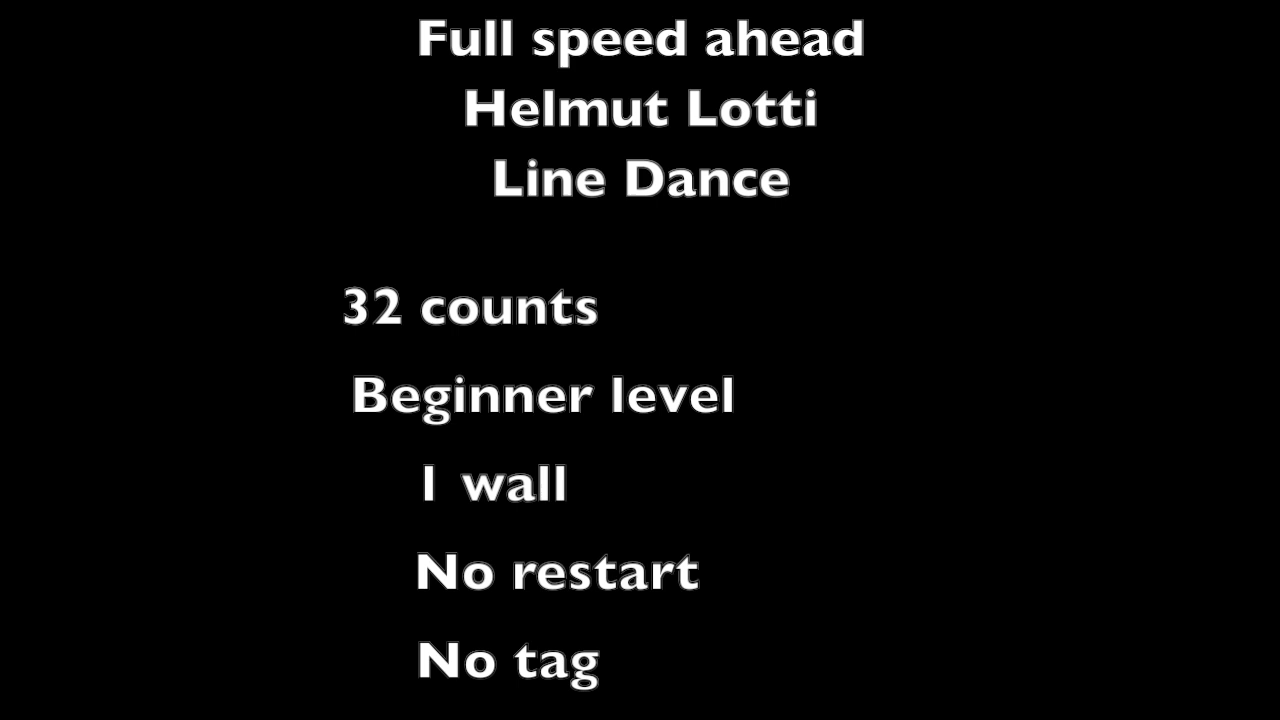 Full speed ahead
Helmut Lotti
Line Dance
32 counts
Beginner level
1 wall
No restart
No tag